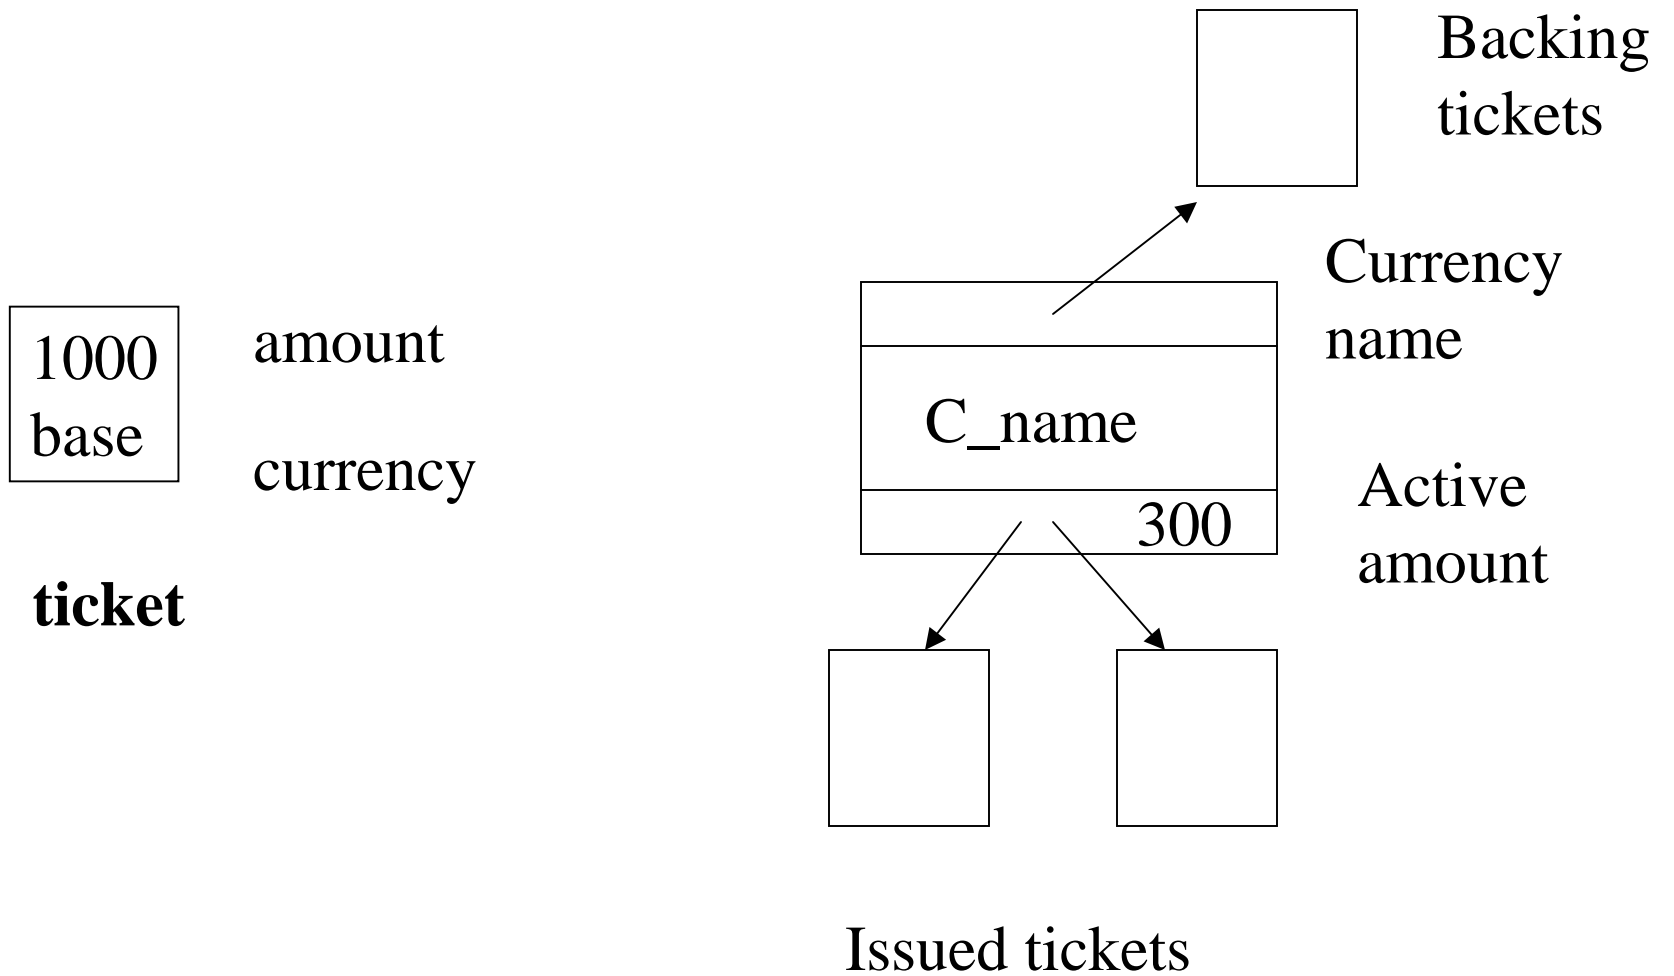 1000
base
amount
currency
ticket
Backing
tickets
Currency
name
C_name
300
Active
amount
Issued tickets